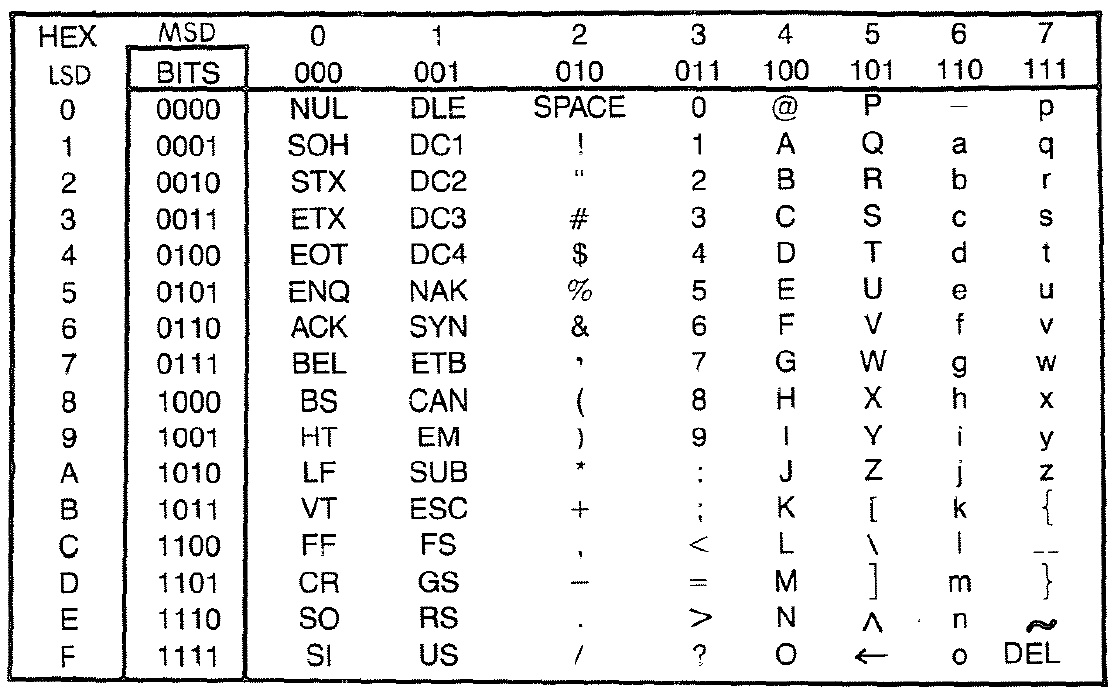 HEX MSD 0 1 2 3 4 5 6 7
LSD BITS 000 001 010 011 100 101 110 111
0 0000 NUL DLE SPACE 0 @ P — p
1 0001 SOH DC1 ! 1 A Q a q
2 0010 STX DC2 “ 2 B R b r
3 0011 ETX DC3 # 3 C S c s
4 0100 EOT DC4 $ 4 D T d t
5 0101 ENQ NAK % 5 E U e u
6 0110 ACK SYN & 6 F V f v
7 0111 BEL ETB ’ 7 G W g w
8 1000 BS CAN ( 8 H X h x
9 1001 HT EM ) 9 I Y i y
A 1010 LF SUB * : J Z j z
B 1011 VT ESC + ; K [ k {
C 1100 FF FS , < L \ l --
D 1101 CR GS — = M ] m }
E 1110 SO RS . > N ∧ n ~
F 1111 SI US / ? O ← o DEL